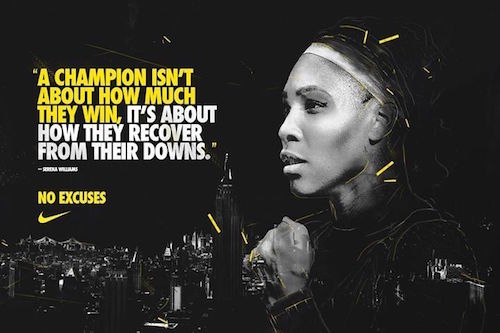 “A CHAMPION ISN'T
ABOUT HOW MUCH
THEY WIN, IT'S ABOUT
HOW THEY RECOVER
FROM THEIR DOWNS.”
— SERENA WILLIAMS
NO EXCUSES